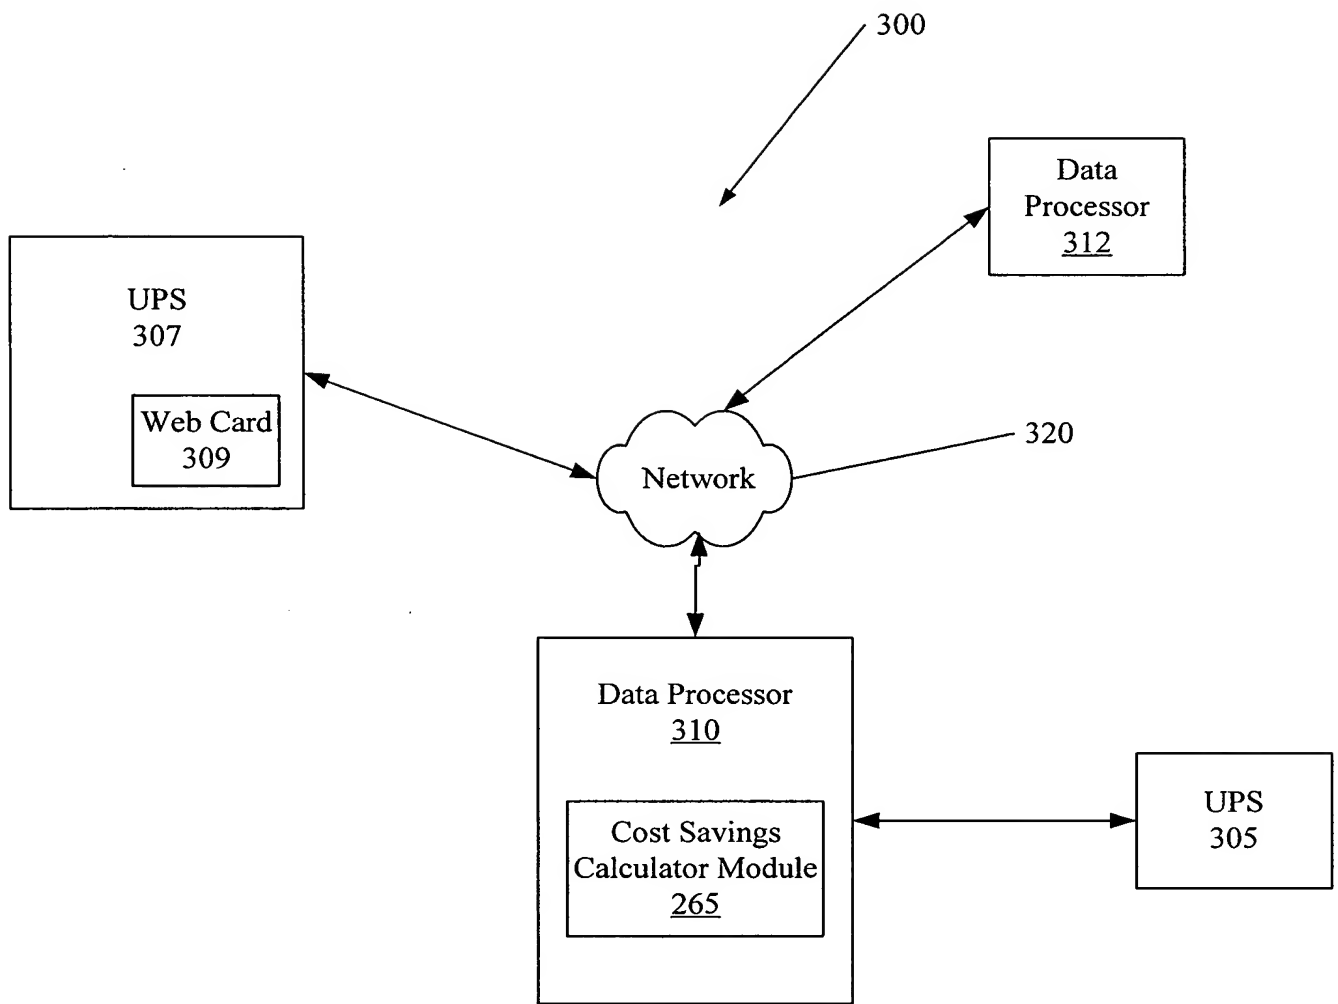 300
Data
Processor
312
UPS
307
Web Card
309
320
Network
Data Processor
310
Cost Savings
Calculator Module
265
UPS
305